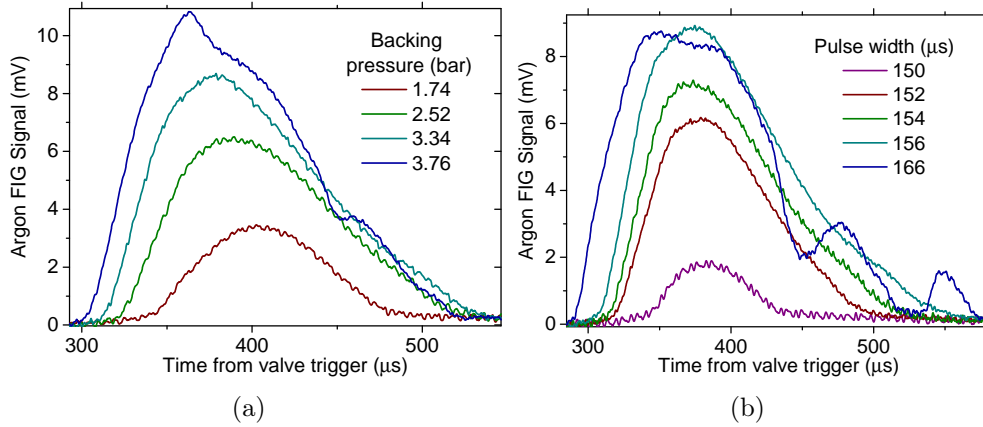 Argon FIG Signal (mV)
10
8
6
4
2
0
300
400
500
Time from valve trigger (μs)
Backing
pressure (bar)
1.74
2.52
3.34
3.76
(a)
Argon FIG Signal (mV)
8
6
4
2
0
300
400
500
Time from valve trigger (μs)
Pulse width (μs)
150
152
154
156
166
(b)